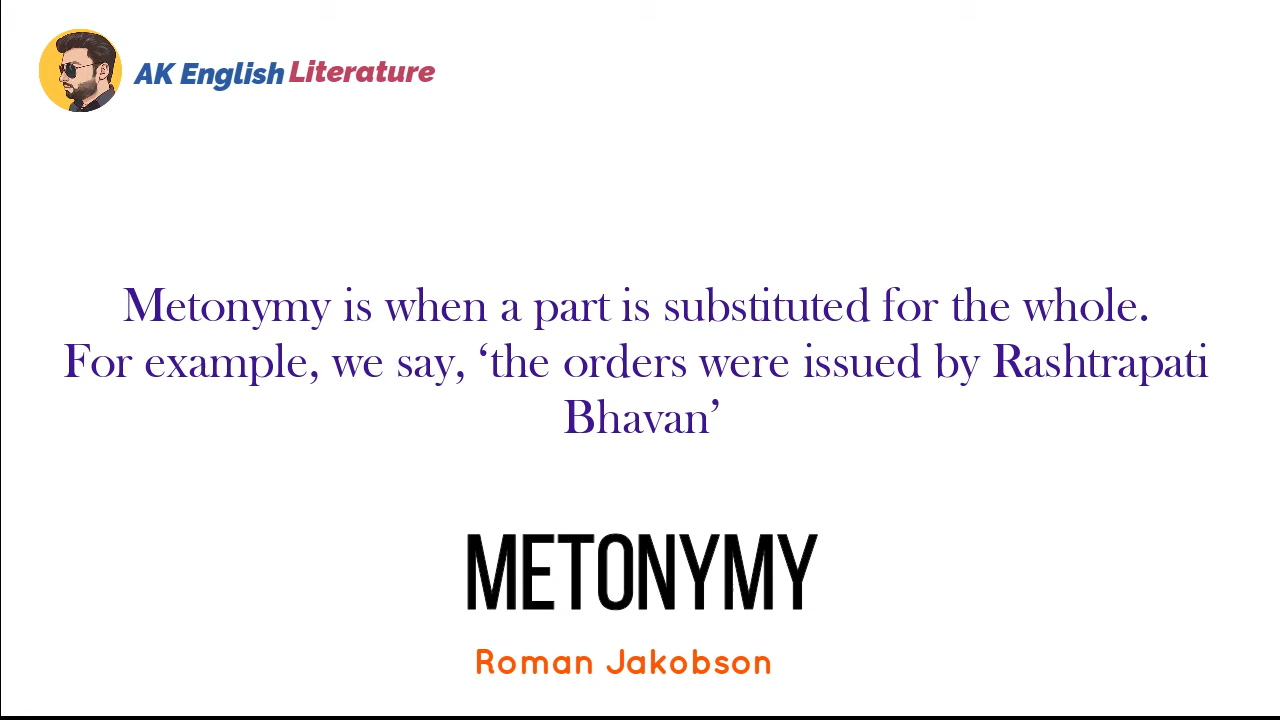 AK English Literature
Metonymy is when a part is substituted for the whole.
For example, we say, ‘the orders were issued by Rashtrapati
Bhavan’
METONYMY
Roman Jakobson